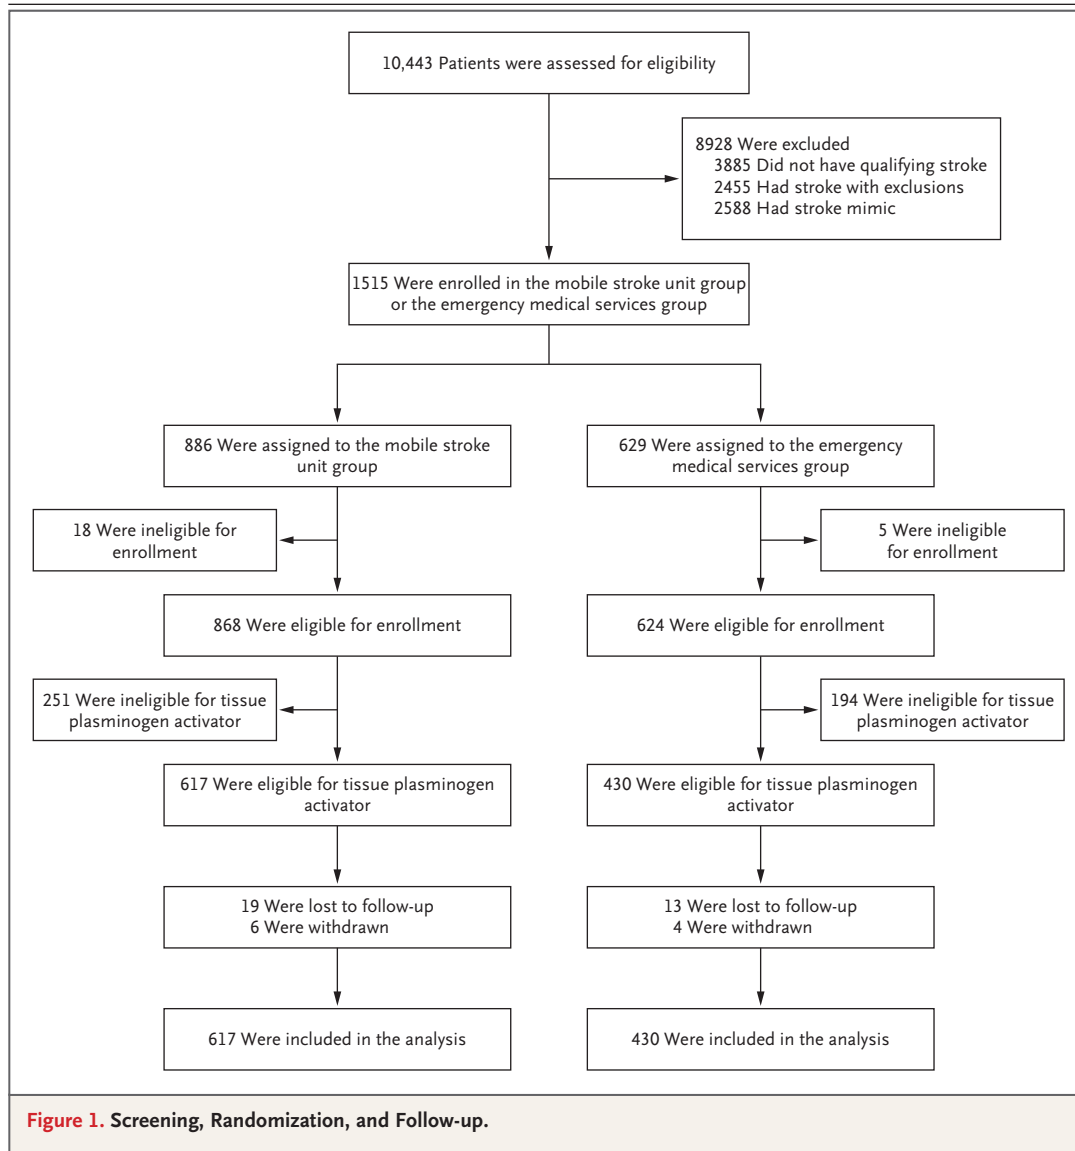 10,443 Patients were assessed for eligibility
8928 Were excluded
3885 Did not have qualifying stroke
2455 Had stroke with exclusions
2588 Had stroke mimic
1515 Were enrolled in the mobile stroke unit group
or the emergency medical services group
886 Were assigned to the mobile stroke
unit group
629 Were assigned to the emergency
medical services group
18 Were ineligible for
enrollment
5 Were ineligible
for enrollment
868 Were eligible for enrollment
624 Were eligible for enrollment
251 Were ineligible for tissue
plasminogen activator
194 Were ineligible for tissue
plasminogen activator
617 Were eligible for tissue plasminogen
activator
430 Were eligible for tissue plasminogen
activator
19 Were lost to follow-up
6 Were withdrawn
13 Were lost to follow-up
4 Were withdrawn
617 Were included in the analysis
430 Were included in the analysis
Figure 1. Screening, Randomization, and Follow-up.